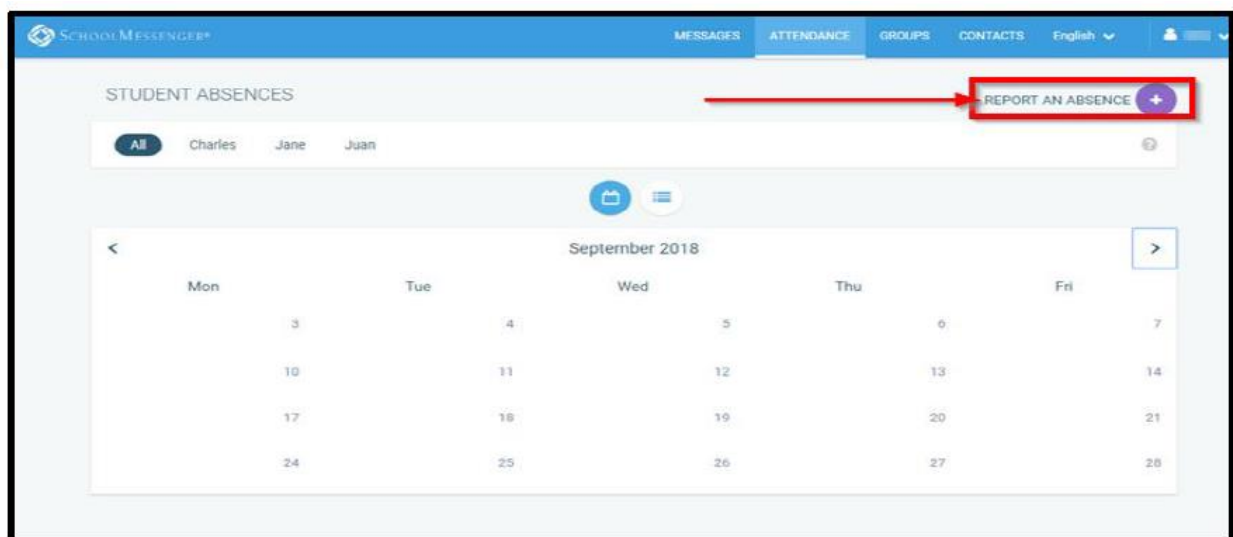 SCHOOLMESSENGER® MESSAGES ATTENDANCE GROUPS CONTACTS English
STUDENT ABSENCES REPORT AN ABSENCE +
All Charles Jane Juan ?
< September 2018 >
Mon Tue Wed Thu Fri
3 4 5 6 7
10 11 12 13 14
17 18 19 20 21
24 25 26 27 28